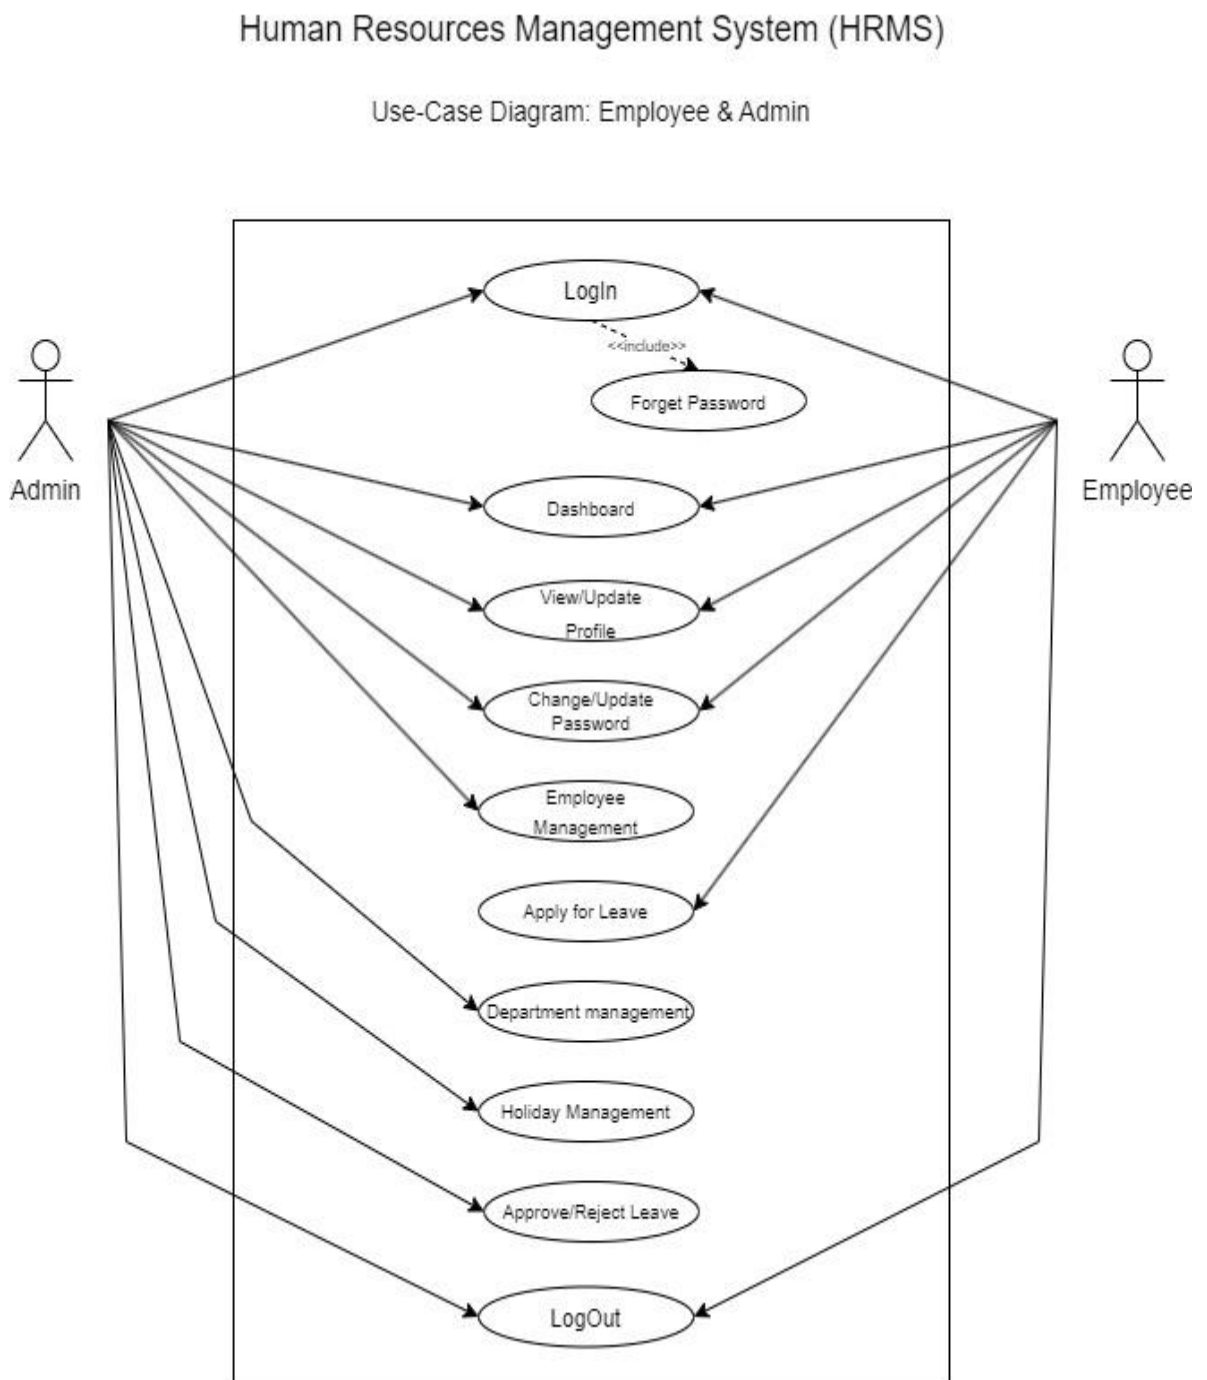 Human Resources Management System (HRMS)
Use-Case Diagram: Employee & Admin
LogIn
<<include>>
Forget Password
Admin
Employee
Dashboard
View/Update
Profile
Change/Update
Password
Employee
Management
Apply for Leave
Department management
Holiday Management
Approve/Reject Leave
LogOut